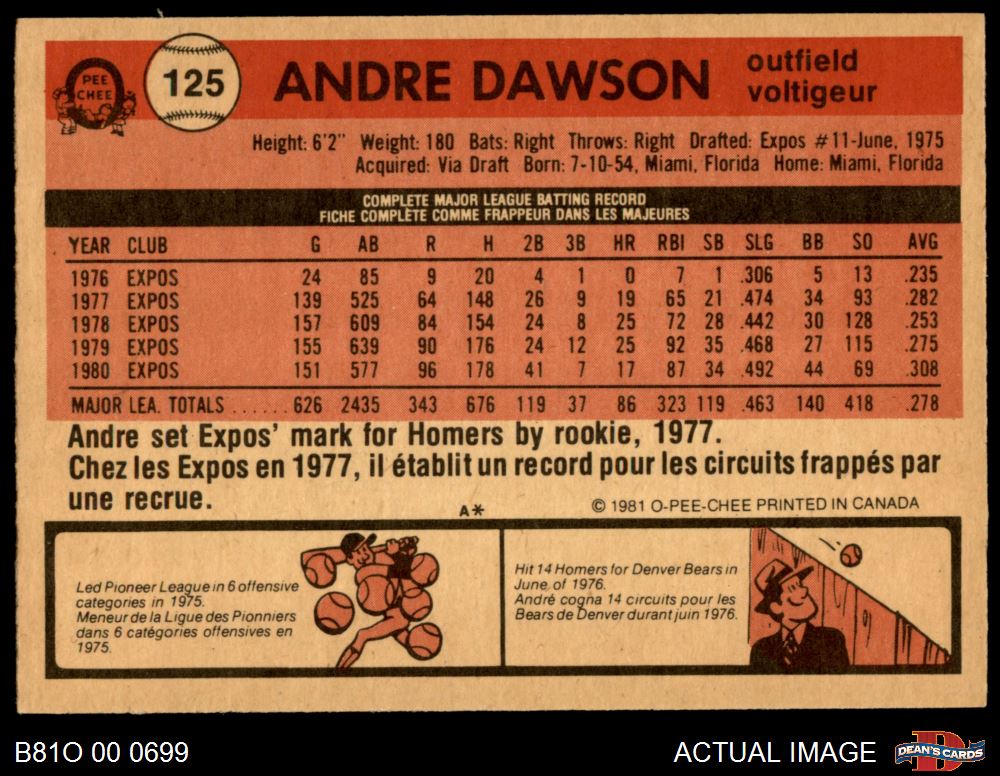 PEE
CHEE
125
ANDRE DAWSON
outfield
voltigeur
Height: 6'2" Weight: 180 Bats: Right Throws: Right Drafted: Expos #11-June, 1975
Acquired: Via Draft Born: 7-10-54, Miami, Florida Home: Miami, Florida
COMPLETE MAJOR LEAGUE BATTING RECORD
FICHE COMPLÈTE COMME FRAPPEUR DANS LES MAJEURES
YEAR CLUB G AB R H 2B 3B HR RBI SB SLG BB SO AVG
1976 EXPOS 24 85 9 20 4 1 0 7 1 .306 5 13 .235
1977 EXPOS 139 525 64 148 26 9 19 65 21 .474 34 93 .282
1978 EXPOS 157 609 84 154 24 8 25 72 28 .442 30 128 .253
1979 EXPOS 155 639 90 176 24 12 25 92 35 .468 27 115 .275
1980 EXPOS 151 577 96 178 41 7 17 87 34 .492 44 69 .308
MAJOR LEA. TOTALS ...... 626 2435 343 676 119 37 86 323 119 .463 140 418 .278
Andre set Expos' mark for Homers by rookie, 1977.
Chez les Expos en 1977, il établit un record pour les circuits frappés par
une recrue.
A* © 1981 O-PEE-CHEE PRINTED IN CANADA
Led Pioneer League in 6 offensive
categories in 1975.
Meneur de la Ligue des Pionniers
dans 6 catégories offensives en
1975.
Hit 14 Homers for Denver Bears in
June of 1976.
André cogna 14 circuits pour les
Bears de Denver durant juin 1976.
B81O 00 0699
ACTUAL IMAGE
D
DEAN'S CARDS